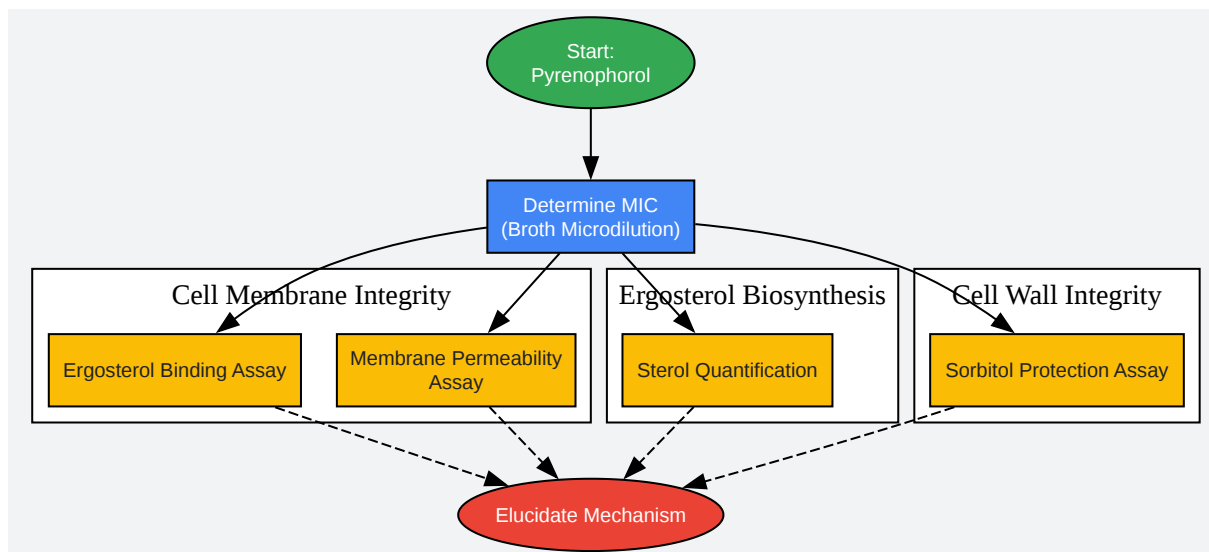 Start:
Pyrenophorol
Determine MIC
(Broth Microdilution)
Cell Membrane Integrity
Ergosterol Biosynthesis
Cell Wall Integrity
Ergosterol Binding Assay
Membrane Permeability
Assay
Sterol Quantification
Sorbitol Protection Assay
Elucidate Mechanism